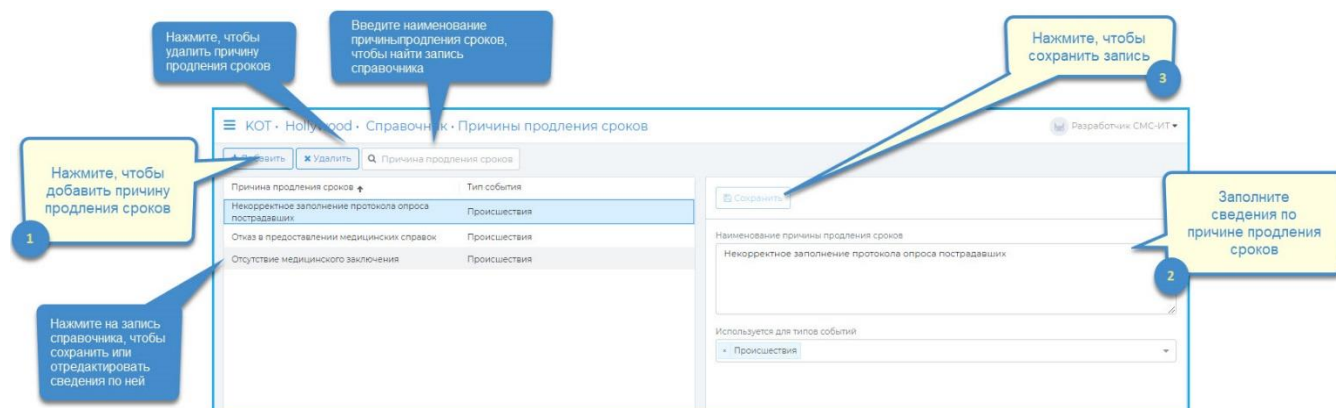 Нажмите, чтобы
удалить причину
продления сроков
Введите наименование
причиныпродления сроков,
чтобы найти запись
справочника
Нажмите, чтобы
сохранить запись
3
КОТ • Hollywood • Справочник • Причины продления сроков
Разработчик СМС-ИТ
Нажмите, чтобы
добавить причину
продления сроков
1
Добавить
Удалить
Причина продления сроков
Причина продления сроков
Тип события
Некорректное заполнение протокола опроса
пострадавших
Происшествия
Отказ в предоставлении медицинских справок
Происшествия
Отсутствие медицинского заключения
Происшествия
Нажмите на запись
справочника, чтобы
сохранить или
отредактировать
сведения по ней
Сохранить
Наименование причины продления сроков
Некорректное заполнение протокола опроса пострадавших
Используется для типов событий
× Происшествия
Заполните
сведения по
причине продления
сроков
2